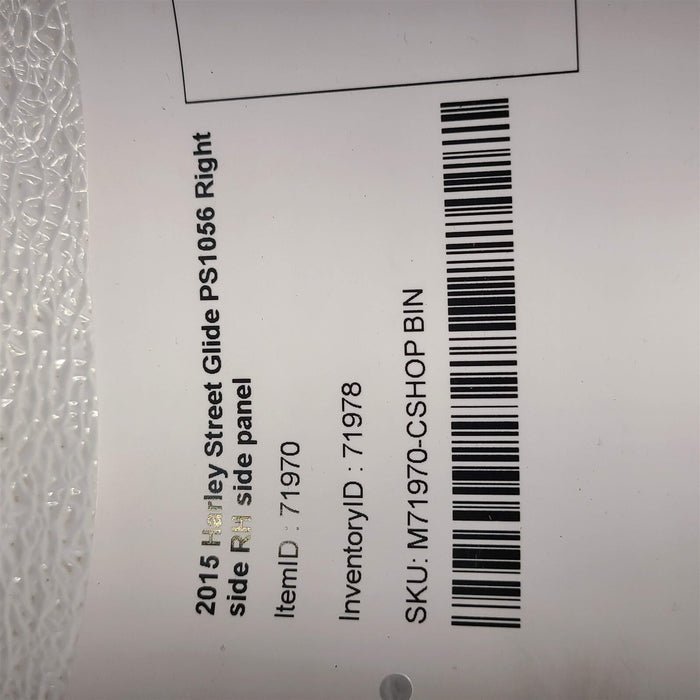 2015 Harley Street Glide PS1056 Right
side RH side panel
ItemID : 71970
InventoryID : 71978
SKU: M71970-CSHOP BIN